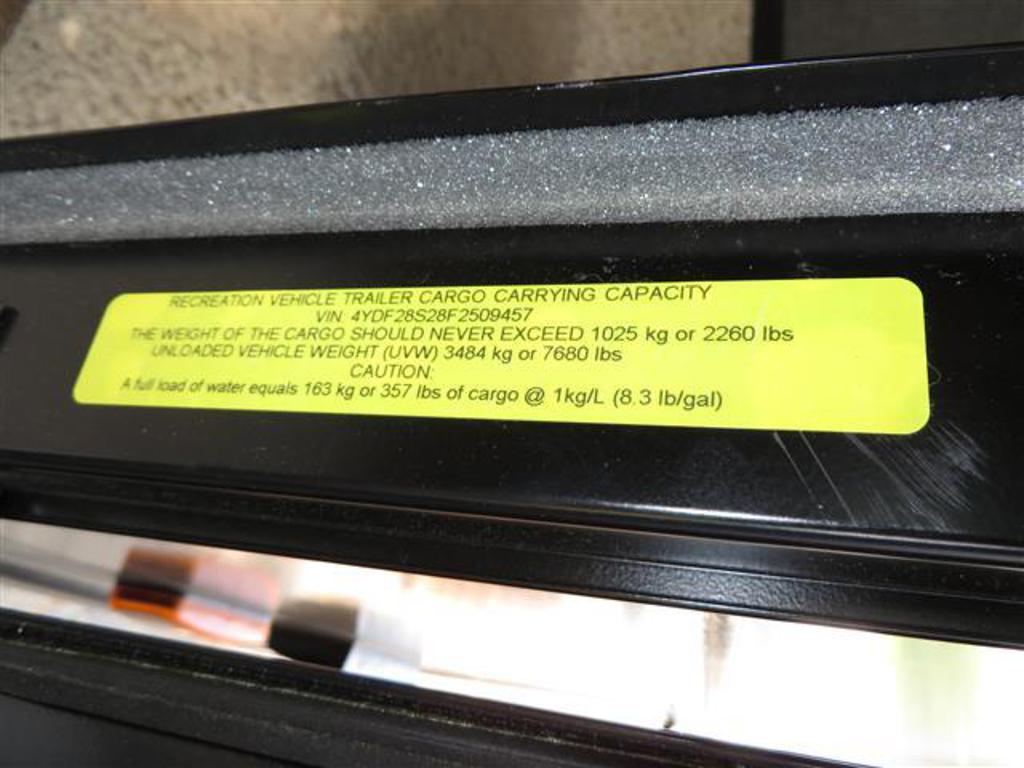 RECREATION VEHICLE TRAILER CARGO CARRYING CAPACITY
VIN: 4YDF28S28F2509457
THE WEIGHT OF THE CARGO SHOULD NEVER EXCEED 1025 kg or 2260 lbs
UNLOADED VEHICLE WEIGHT (UVW) 3484 kg or 7680 lbs
CAUTION:
A full load of water equals 163 kg or 357 lbs of cargo @ 1kg/L (8.3 lb/gal)